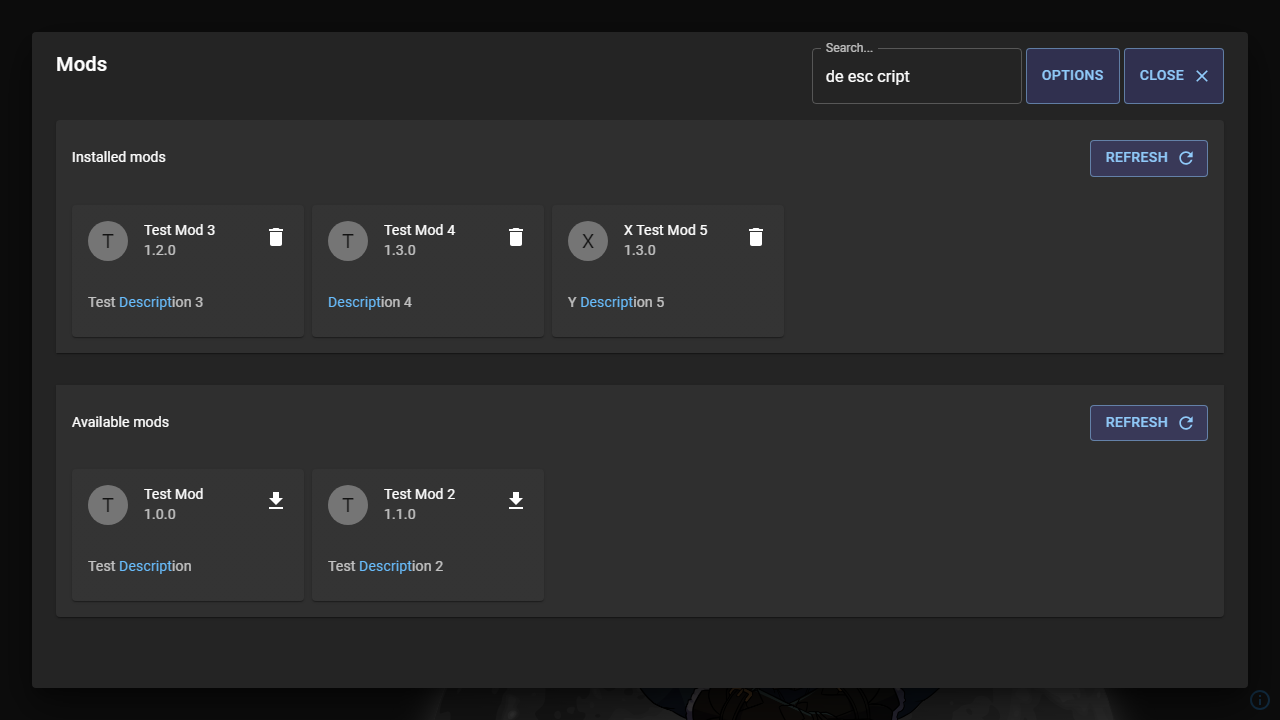 Mods
Search...
de esc cript
OPTIONS
CLOSE
Installed mods
REFRESH
T
Test Mod 3
1.2.0
Test Description 3
T
Test Mod 4
1.3.0
Description 4
X
X Test Mod 5
1.3.0
Y Description 5
Available mods
REFRESH
T
Test Mod
1.0.0
Test Description
T
Test Mod 2
1.1.0
Test Description 2